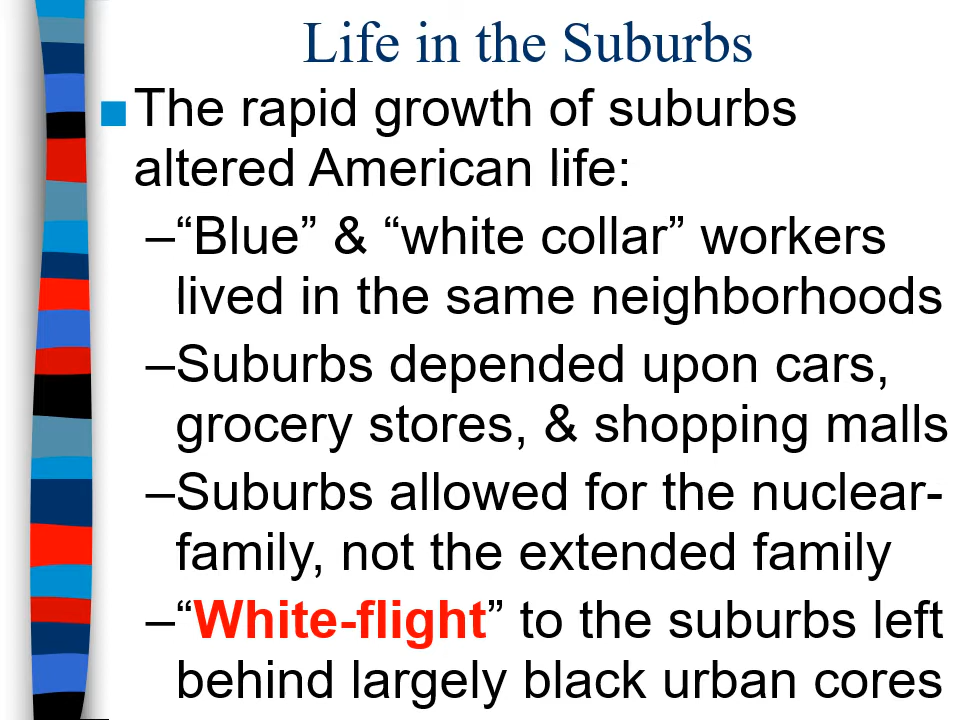 Life in the Suburbs
■The rapid growth of suburbs
altered American life:
–“Blue” & “white collar” workers
lived in the same neighborhoods
–Suburbs depended upon cars,
grocery stores, & shopping malls
–Suburbs allowed for the nuclear-
family, not the extended family
–“White-flight” to the suburbs left
behind largely black urban cores